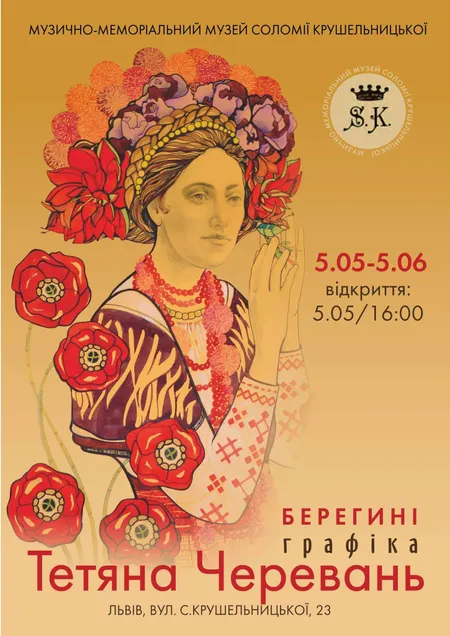 МУЗИЧНО-МЕМОРІАЛЬНИЙ МУЗЕЙ СОЛОМІЇ КРУШЕЛЬНИЦЬКОЇ
МУЗИЧНО-МЕМОРІАЛЬНИЙ МУЗЕЙ СОЛОМІЇ КРУШЕЛЬНИЦЬКОЇ
S.K.
5.05-5.06
відкриття:
5.05/16:00
БЕРЕГИНІ
графіка
Тетяна Черевань
ЛЬВІВ, ВУЛ. С.КРУШЕЛЬНИЦЬКОЇ, 23